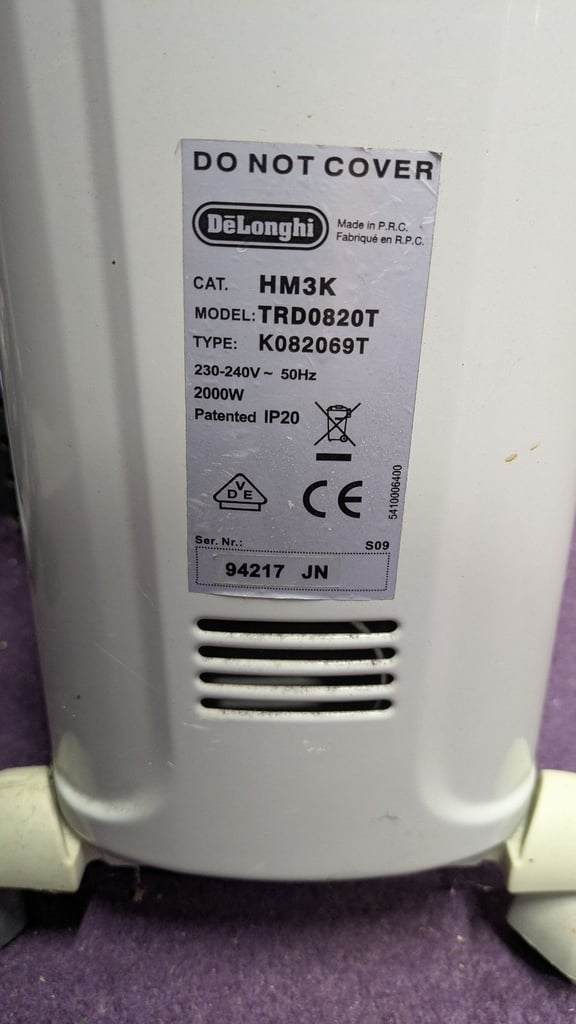 DO NOT COVER
DēLonghi
Made in P.R.C.
Fabriqué en R.P.C.
CAT. HM3K
MODEL: TRD0820T
TYPE: K082069T
230-240V ~ 50Hz
2000W
Patented IP20
DVE
CE
5410006400
Ser. Nr.: S09
94217 JN